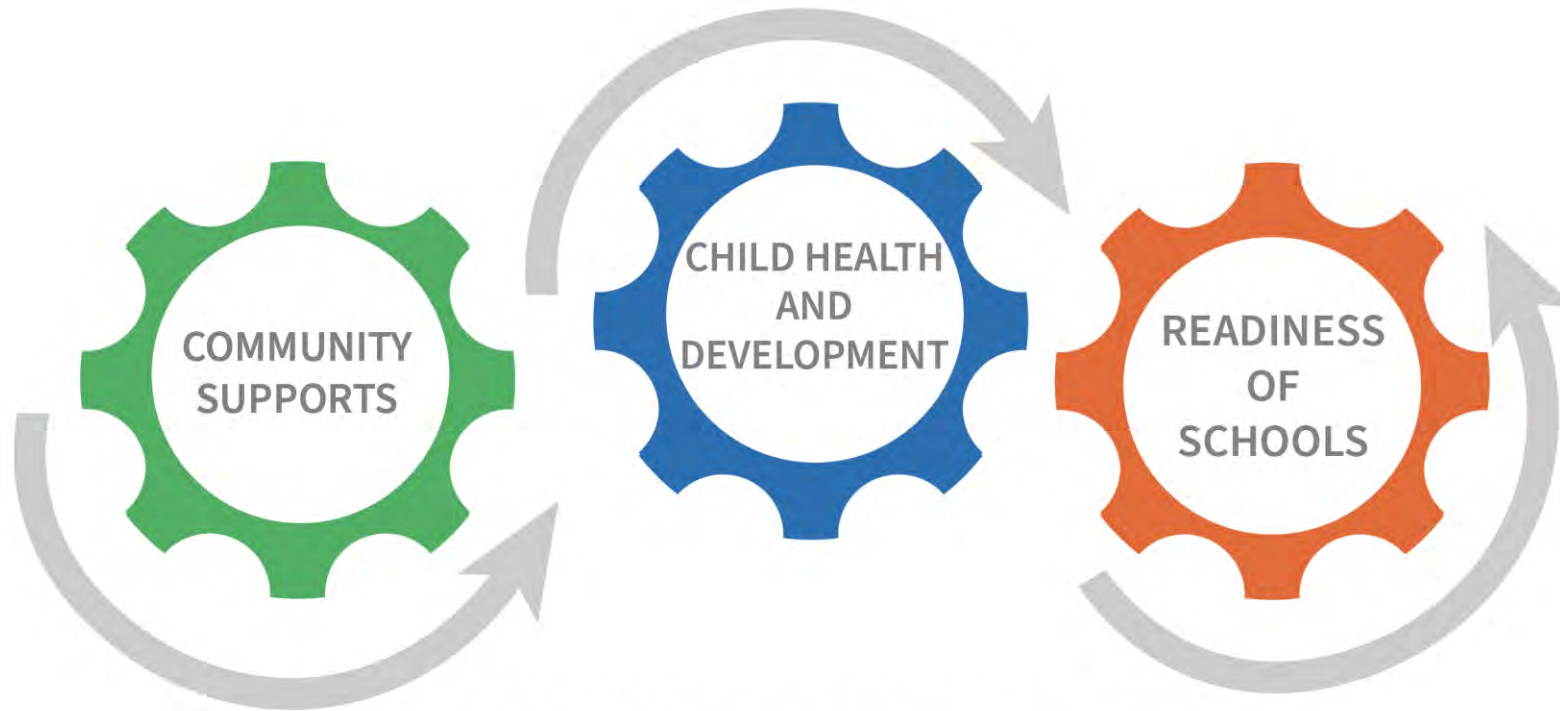 COMMUNITY
SUPPORTS
CHILD HEALTH
AND
DEVELOPMENT
READINESS
OF
SCHOOLS